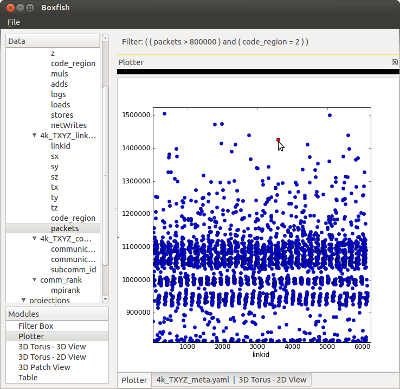 Boxfish
File
Data
z
code_region
muls
adds
logs
loads
stores
netWrites
4k_TXYZ_link...
linkid
sx
sy
sz
tx
ty
tz
code_region
packets
4k_TXYZ_co...
communic...
communic...
subcomm_id
comm_rank
mpirank
projections
Modules
Filter Box
Plotter
3D Torus - 3D View
3D Torus - 2D View
3D Patch View
Table
Filter: ( ( packets > 800000 ) and ( code_region = 2 ) )
Plotter
1500000
1400000
1300000
1200000
1100000
1000000
900000
1000 2000 3000 4000 5000 6000
linkid
Plotter 4k_TXYZ_meta.yaml | 3D Torus - 2D View